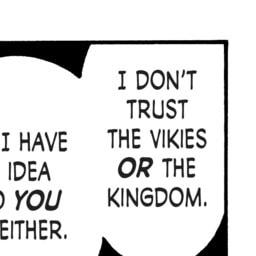 I DON'T
TRUST
THE VIKIES
OR THE
KINGDOM.
I HAVE
IDEA
YOU
EITHER.